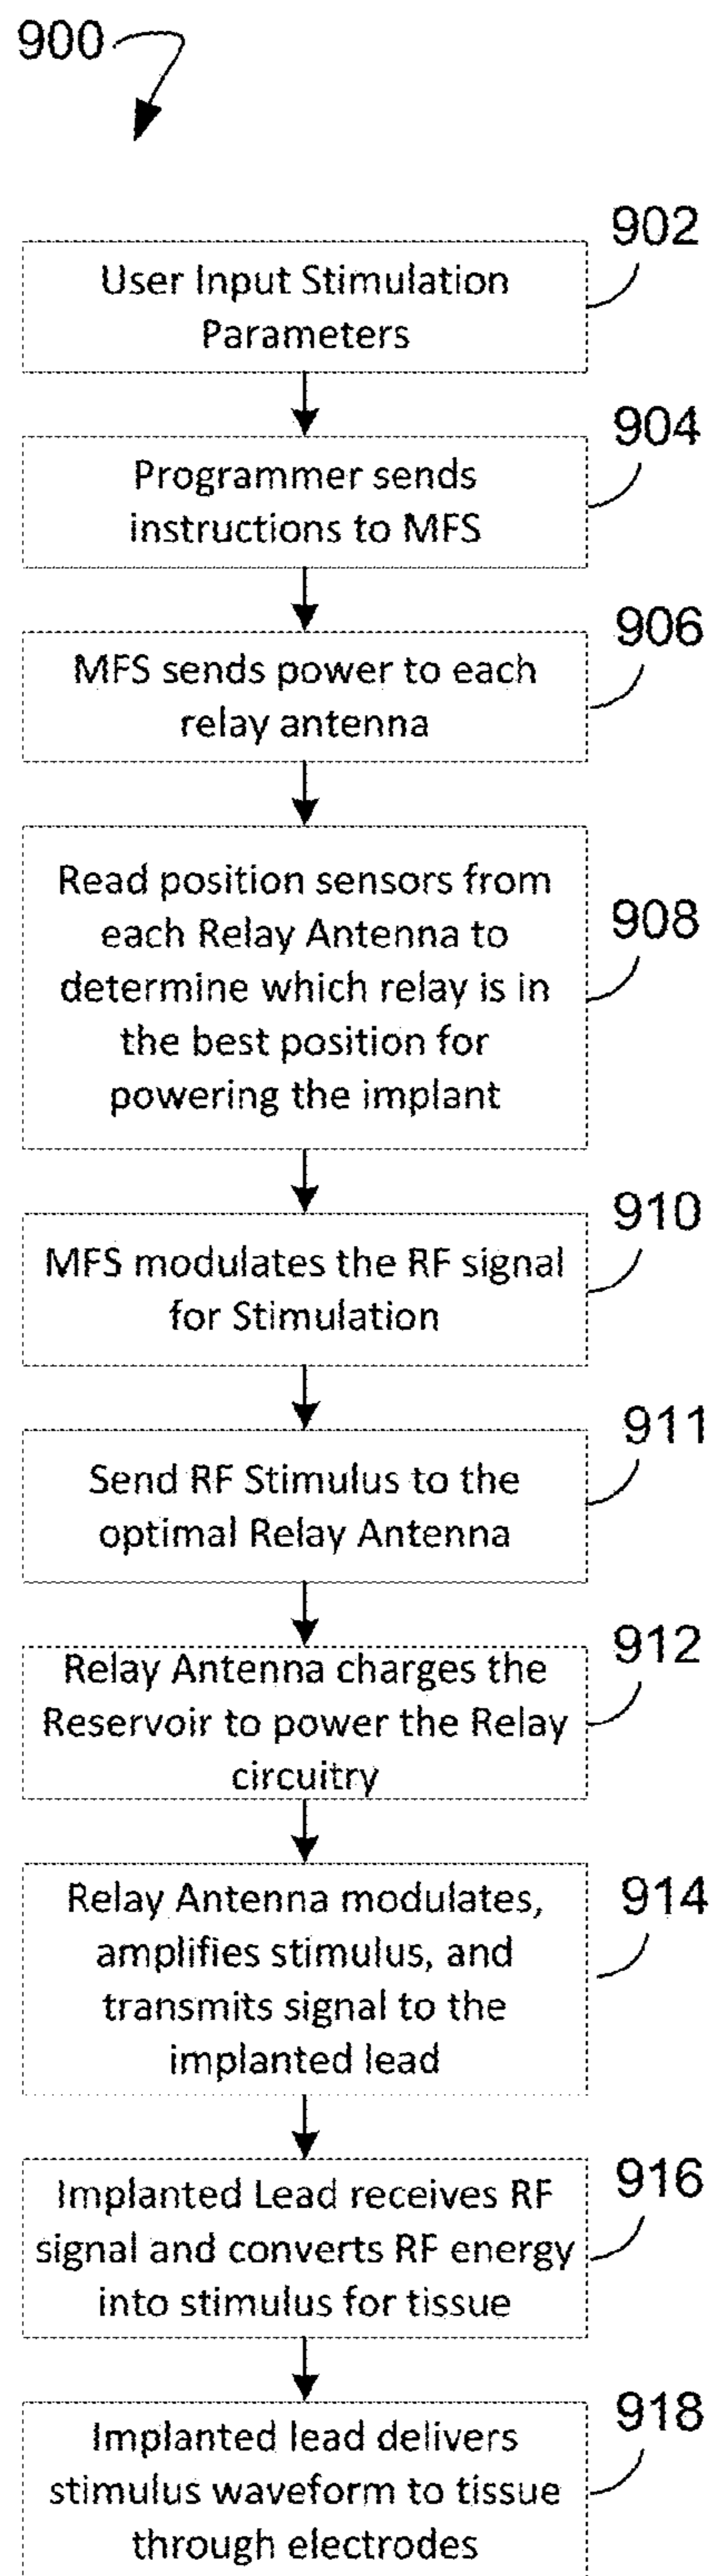 900
902
User Input Stimulation
Parameters
904
Programmer sends
instructions to MFS
906
MFS sends power to each
relay antenna
908
Read position sensors from
each Relay Antenna to
determine which relay is in
the best position for
powering the implant
910
MFS modulates the RF signal
for Stimulation
911
Send RF Stimulus to the
optimal Relay Antenna
912
Relay Antenna charges the
Reservoir to power the Relay
circuitry
914
Relay Antenna modulates,
amplifies stimulus, and
transmits signal to the
implanted lead
916
Implanted Lead receives RF
signal and converts RF energy
into stimulus for tissue
918
Implanted lead delivers
stimulus waveform to tissue
through electrodes